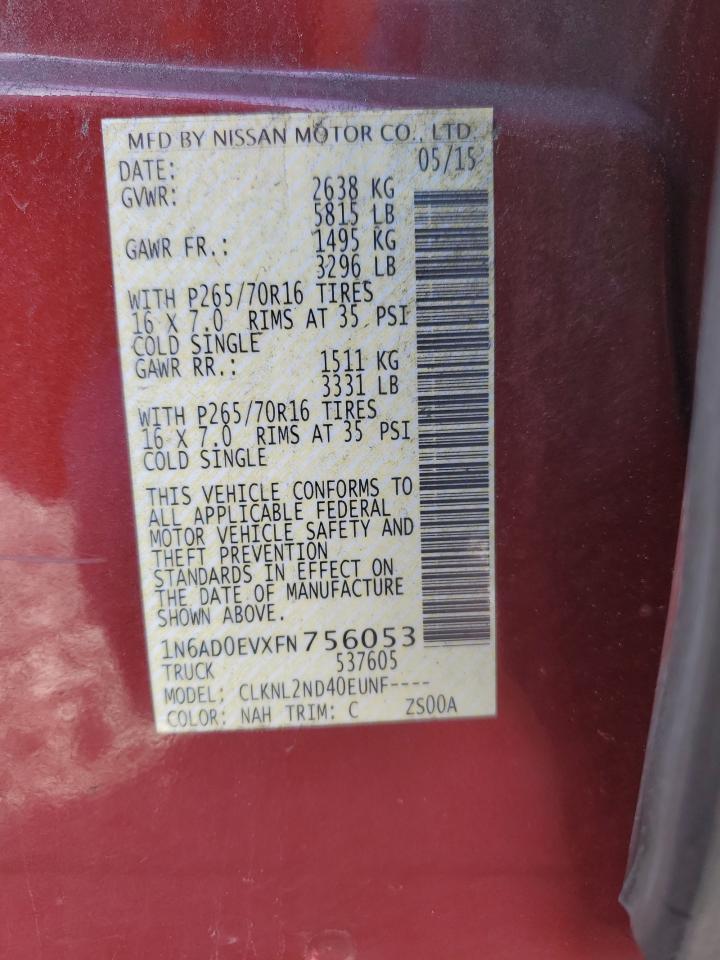 MFD BY NISSAN MOTOR CO., LTD.
DATE: 05/15
GVWR: 2638 KG
5815 LB
GAWR FR.: 1495 KG
3296 LB
WITH P265/70R16 TIRES
16 X 7.0 RIMS AT 35 PSI
COLD SINGLE
GAWR RR.: 1511 KG
3331 LB
WITH P265/70R16 TIRES
16 X 7.0 RIMS AT 35 PSI
COLD SINGLE
THIS VEHICLE CONFORMS TO
ALL APPLICABLE FEDERAL
MOTOR VEHICLE SAFETY AND
THEFT PREVENTION
STANDARDS IN EFFECT ON
THE DATE OF MANUFACTURE
SHOWN ABOVE.
1N6AD0EVXFN756053
TRUCK 537605
MODEL: CLKNL2ND40EUNF----
COLOR: NAH TRIM: C ZS00A